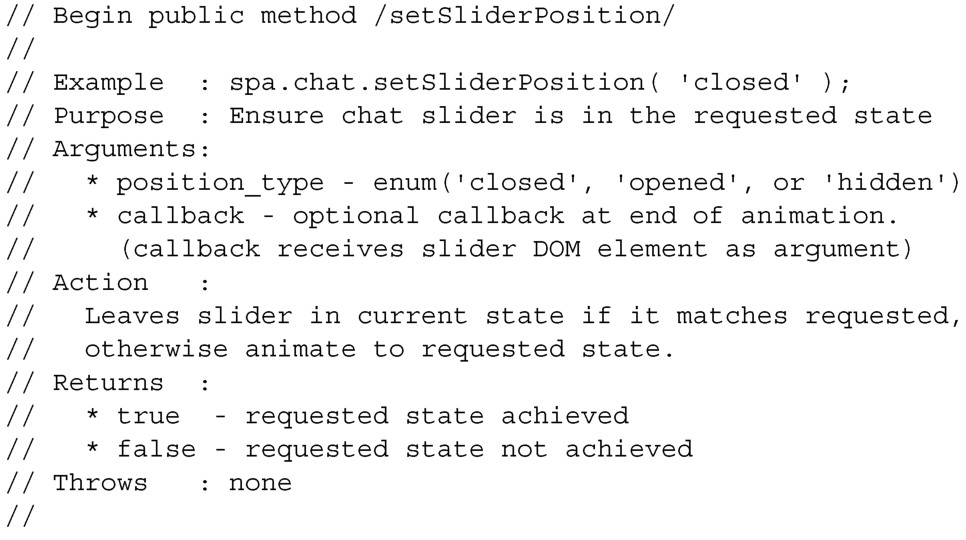 // Begin public method /setSliderPosition/
//
// Example  : spa.chat.setSliderPosition( 'closed' );
// Purpose  : Ensure chat slider is in the requested state
// Arguments:
//   * position_type - enum('closed', 'opened', or 'hidden')
//   * callback - optional callback at end of animation.
//     (callback receives slider DOM element as argument)
// Action   :
//   Leaves slider in current state if it matches requested,
//   otherwise animate to requested state.
// Returns  :
//   * true  - requested state achieved
//   * false - requested state not achieved
// Throws   : none
//